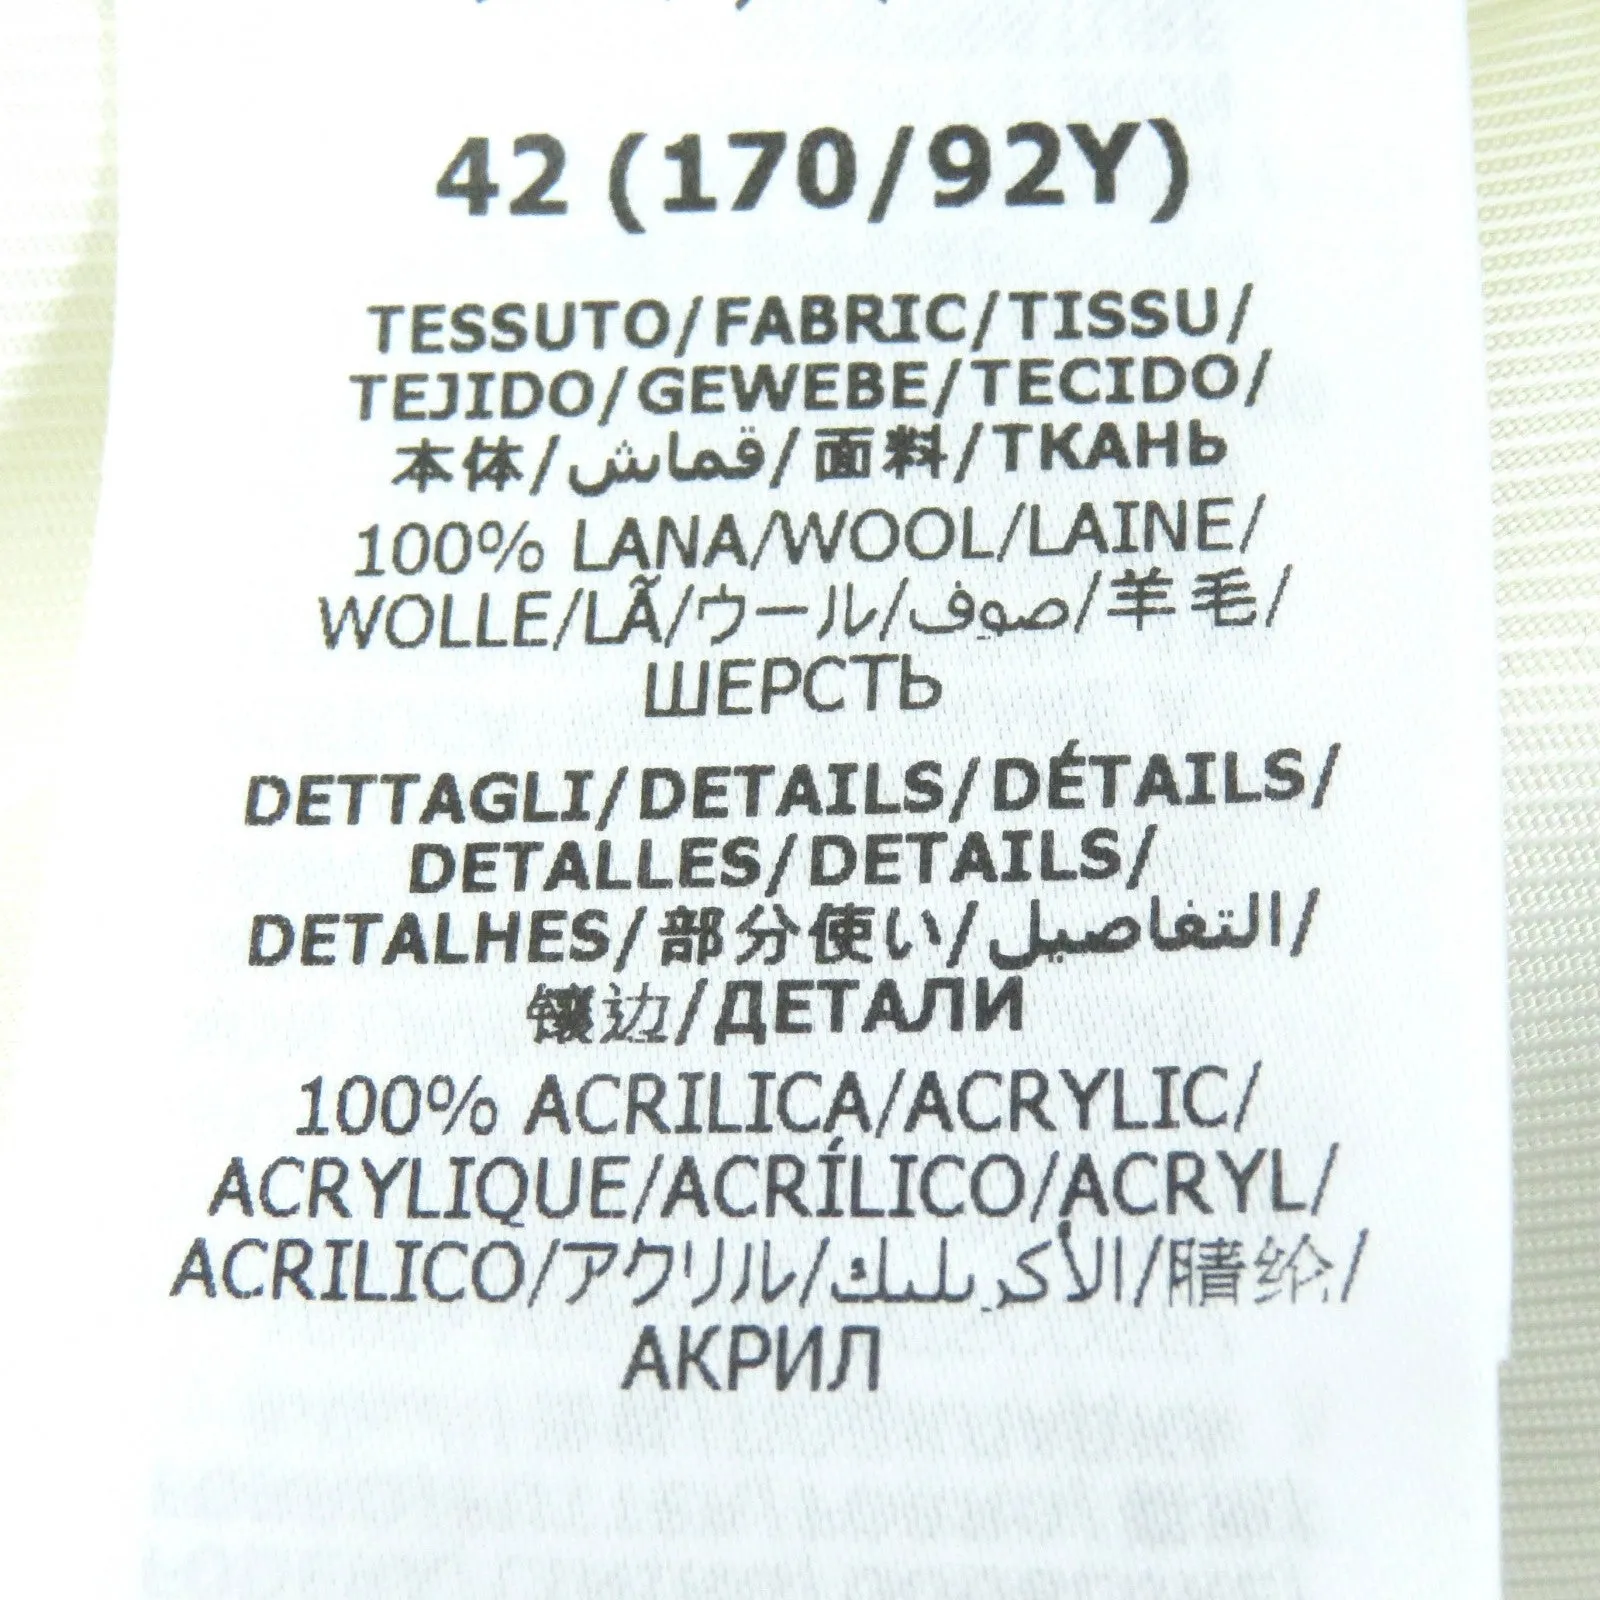 42 (170/92Y)
TESSUTO/FABRIC/TISSU/
TEJIDO/GEWEBE/TECIDO/
本体/قماش/面料/ТКАНЬ
100% LANA/WOOL/LAINE/
WOLLE/LÃ/ウール/صوف/羊毛/
ШЕРСТЬ
DETTAGLI/DETAILS/DÉTAILS/
DETALLES/DETAILS/
DETALHES/部分使い/التفاصيل/
镶边/ДЕТАЛИ
100% ACRILICA/ACRYLIC/
ACRYLIQUE/ACRÍLICO/ACRYL/
ACRILICO/アクリル/الأكريليك/腈纶/
АКРИЛ